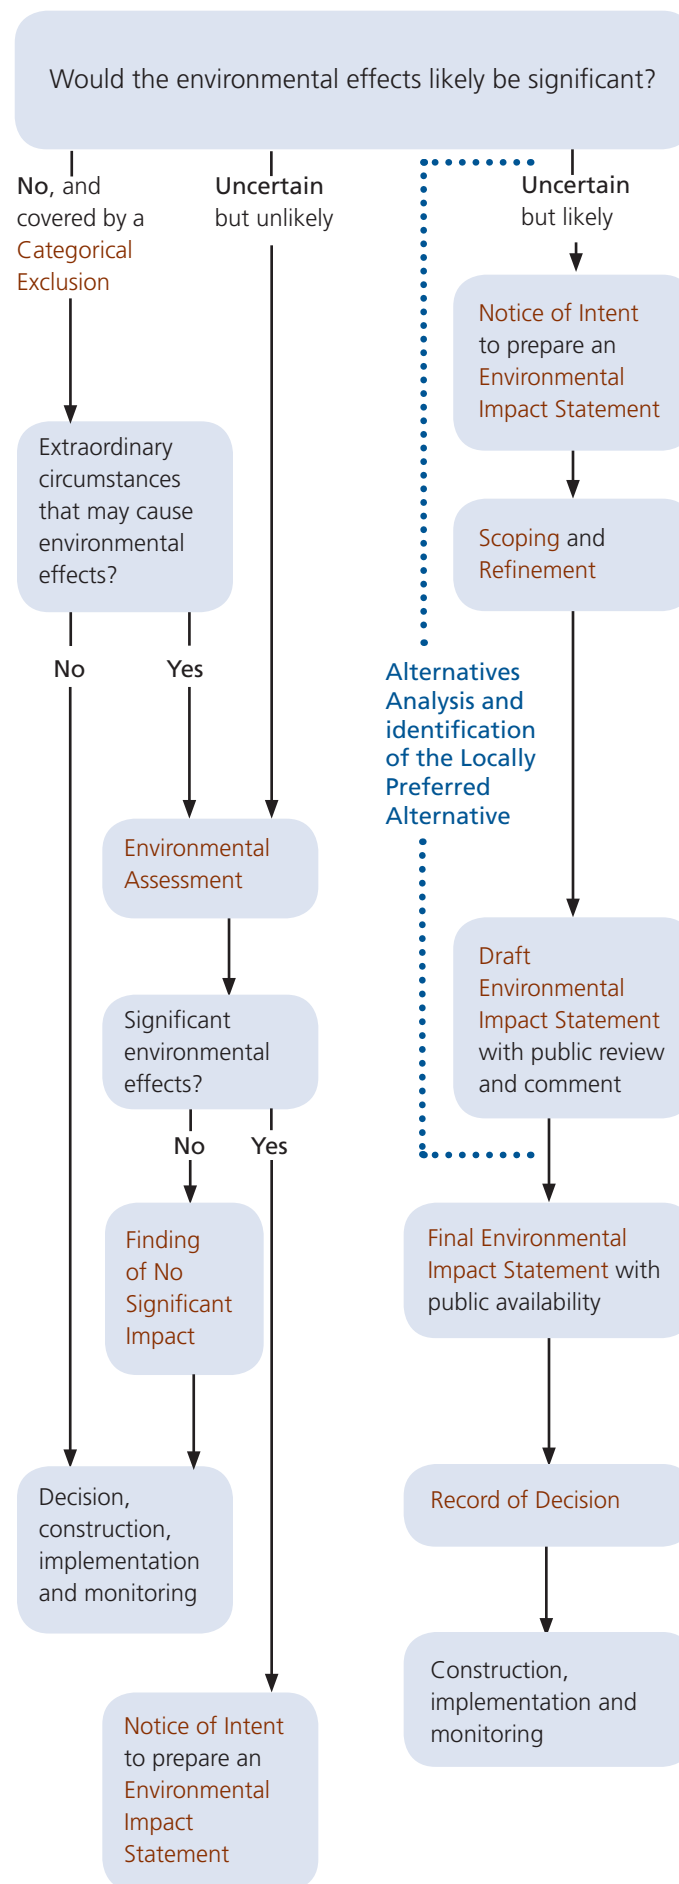 Would the environmental effects likely be significant?
No, and
covered by a
Categorical
Exclusion
Uncertain
but unlikely
Uncertain
but likely
Notice of Intent
to prepare an
Environmental
Impact Statement
Extraordinary
circumstances
that may cause
environmental
effects?
Scoping and
Refinement
No
Yes
Alternatives
Analysis and
identification
of the Locally
Preferred
Alternative
Environmental
Assessment
Draft
Environmental
Impact Statement
with public review
and comment
Significant
environmental
effects?
No
Yes
Finding
of No
Significant
Impact
Final Environmental
Impact Statement with
public availability
Decision,
construction,
implementation
and monitoring
Record of Decision
Construction,
implementation and
monitoring
Notice of Intent
to prepare an
Environmental
Impact
Statement